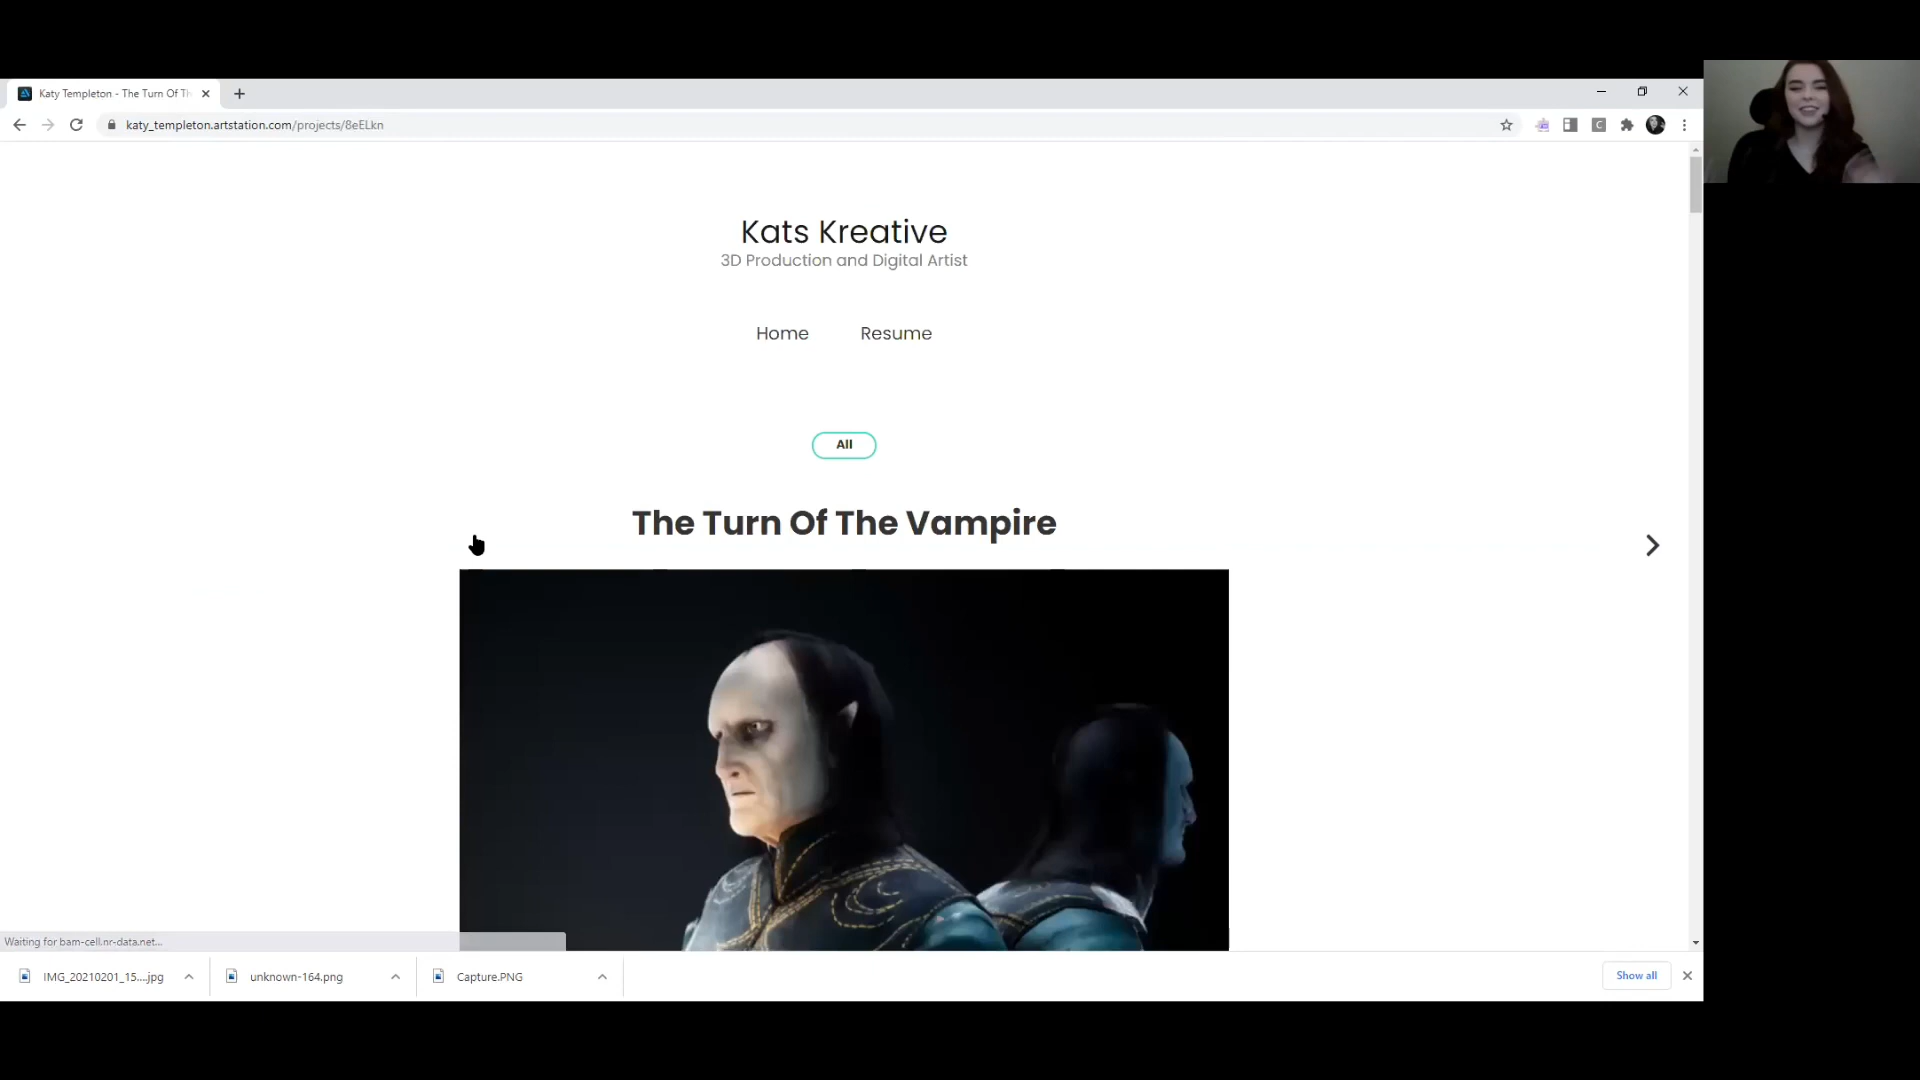 Katy Templeton - The Turn Of Th
katy_templeton.artstation.com/projects/8eELkn
Kats Kreative
3D Production and Digital Artist
Home Resume
All
The Turn Of The Vampire
Waiting for bam-cell.nr-data.net...
IMG_20210201_15....jpg unknown-164.png Capture.PNG Show all